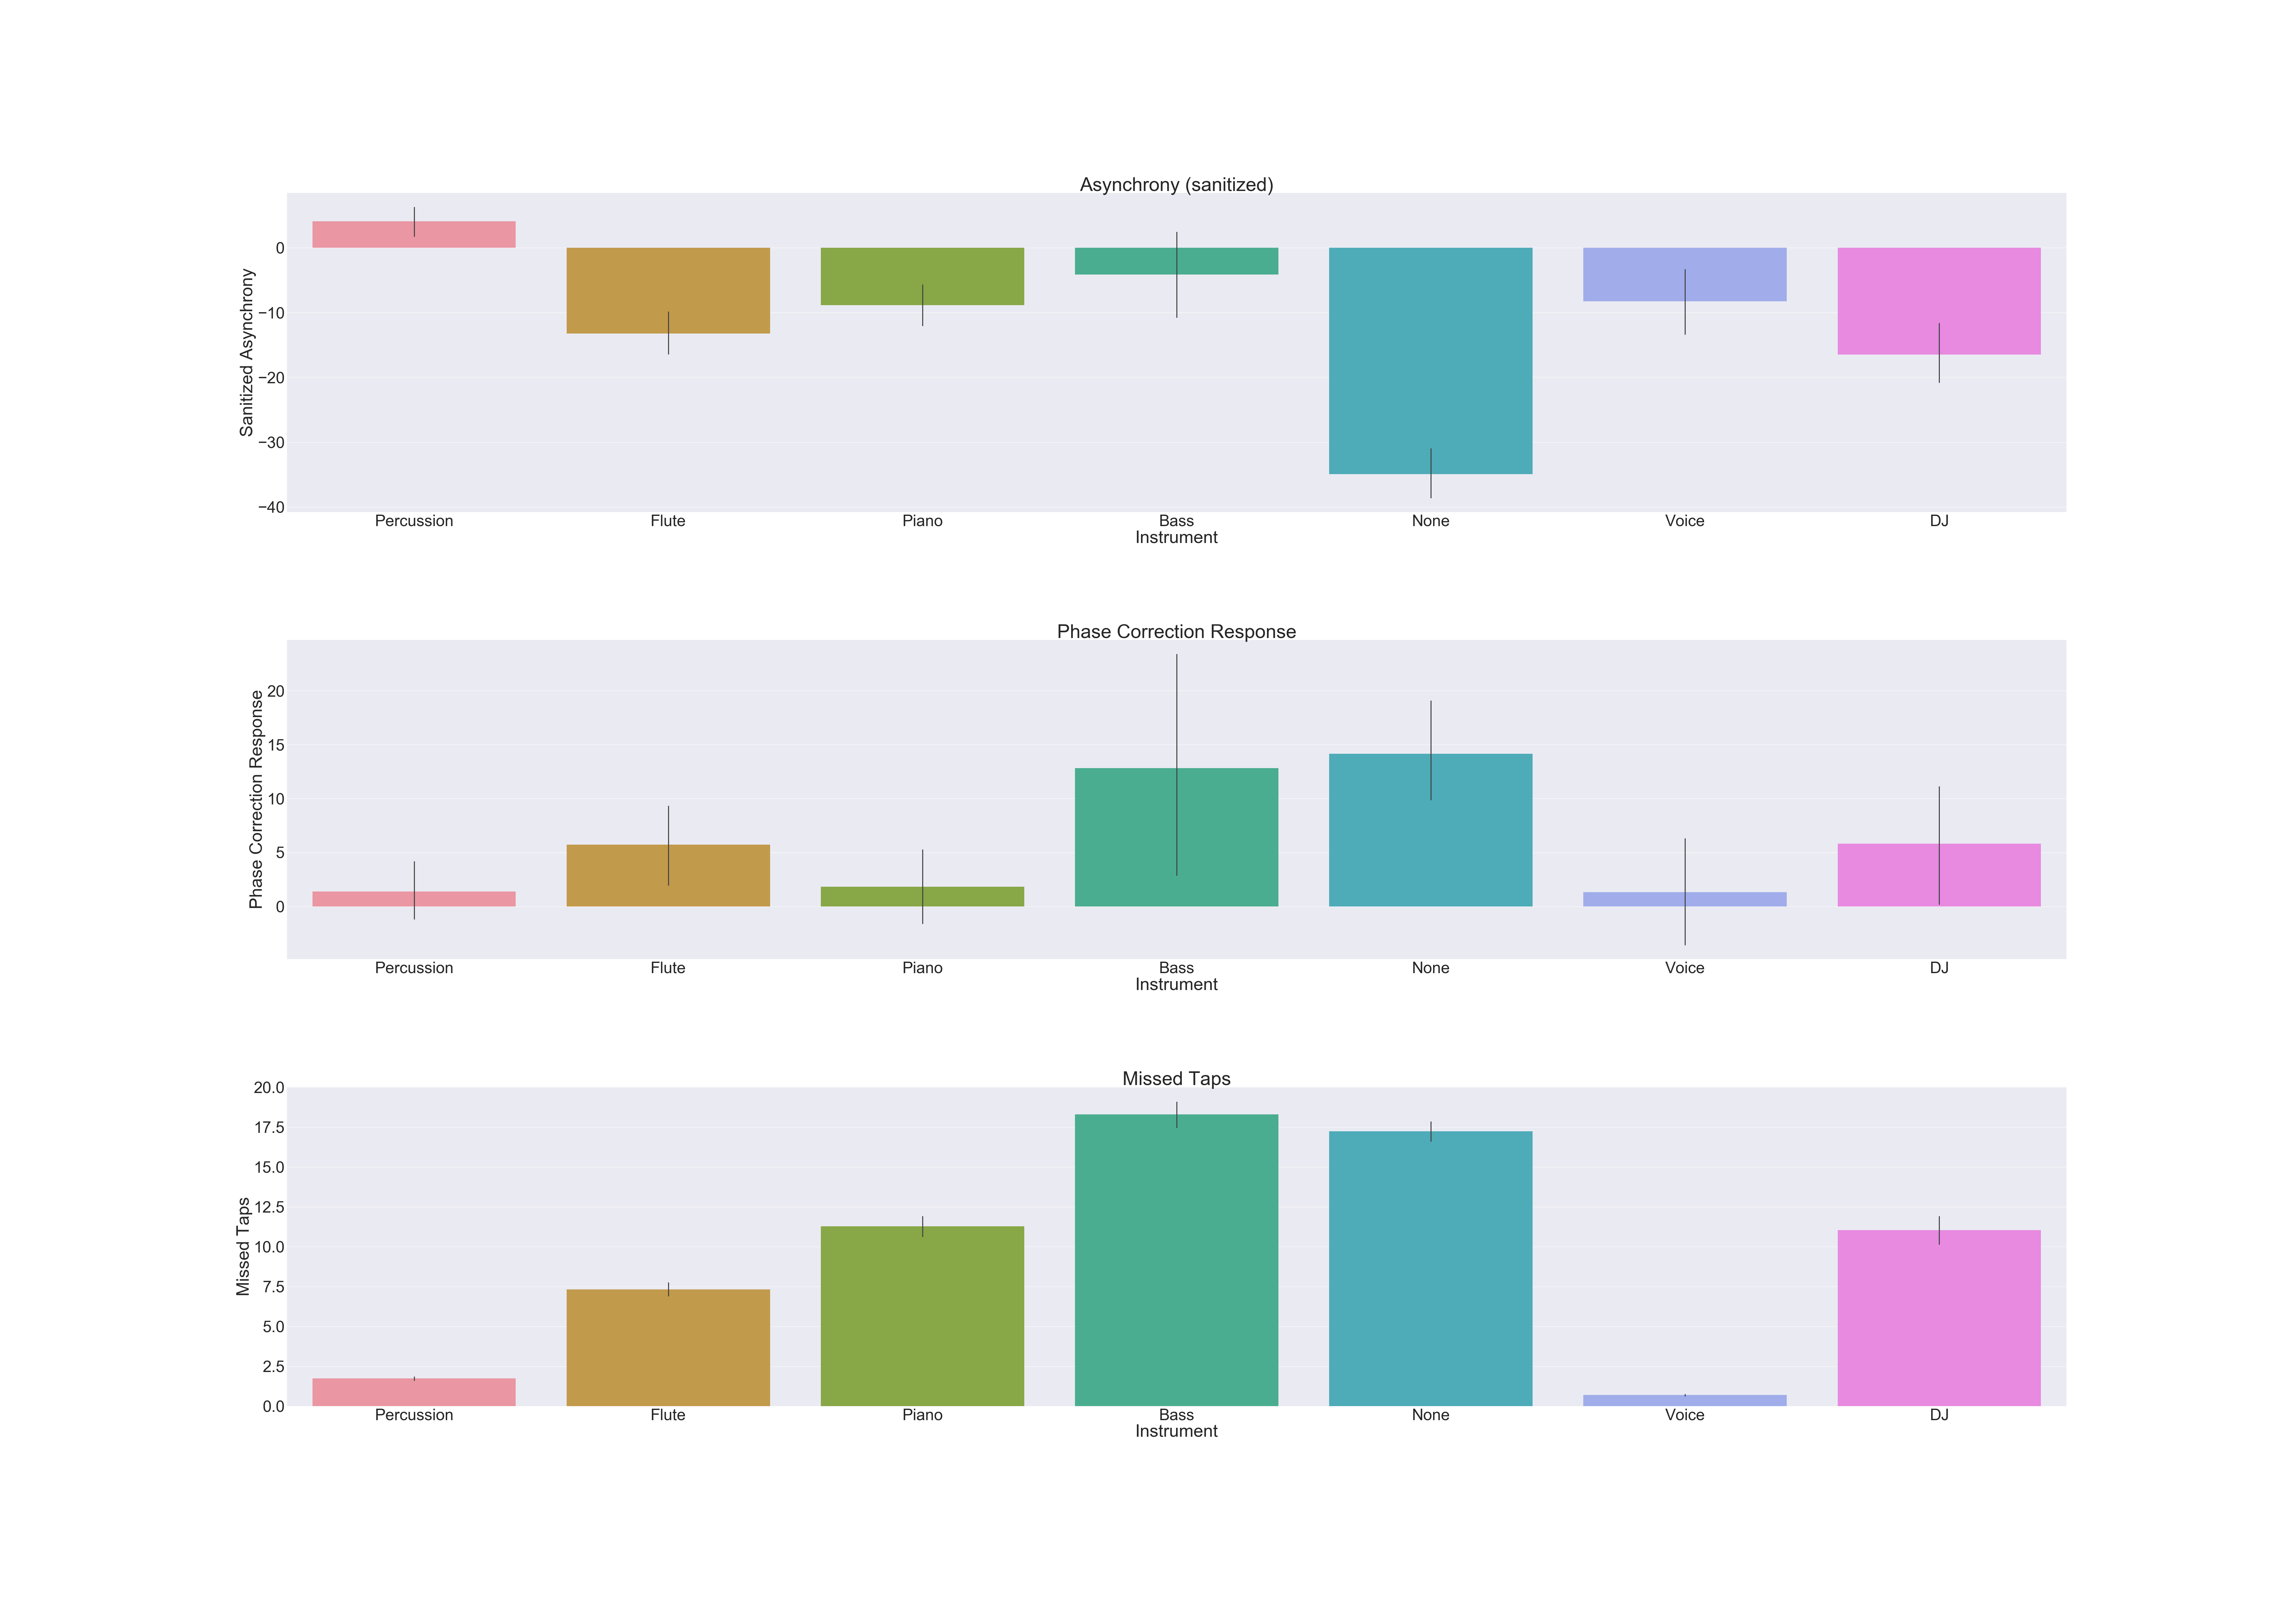 Asynchrony (sanitized)
Sanitized Asynchrony
0
−10
−20
−30
−40
Percussion Flute Piano Bass None Voice DJ
Instrument
Phase Correction Response
Phase Correction Response
20
15
10
5
0
Percussion Flute Piano Bass None Voice DJ
Instrument
Missed Taps
Missed Taps
20.0
17.5
15.0
12.5
10.0
7.5
5.0
2.5
0.0
Percussion Flute Piano Bass None Voice DJ
Instrument